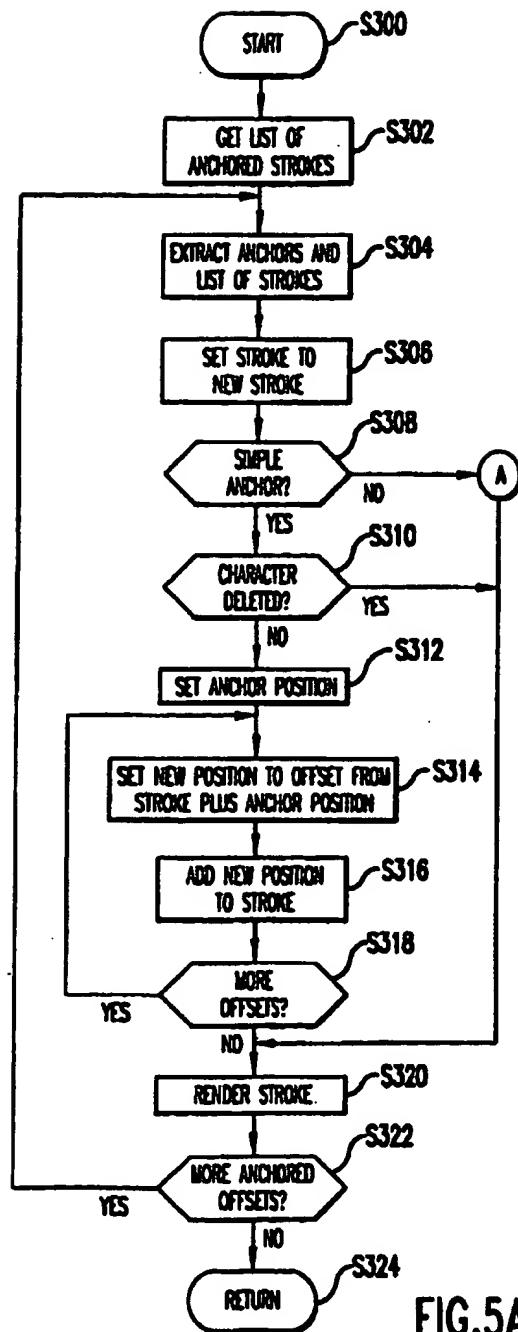 START
S300
GET LIST OF
ANCHORED STROKES
S302
EXTRACT ANCHORS AND
LIST OF STROKES
S304
SET STROKE TO
NEW STROKE
S306
SIMPLE
ANCHOR?
S308
NO
A
YES
CHARACTER
DELETED?
S310
YES
NO
SET ANCHOR POSITION
S312
SET NEW POSITION TO OFFSET FROM
STROKE PLUS ANCHOR POSITION
S314
ADD NEW POSITION
TO STROKE
S316
MORE
OFFSETS?
S318
YES
NO
RENDER STROKE.
S320
MORE ANCHORED
OFFSETS?
S322
YES
NO
RETURN
S324
FIG.5A